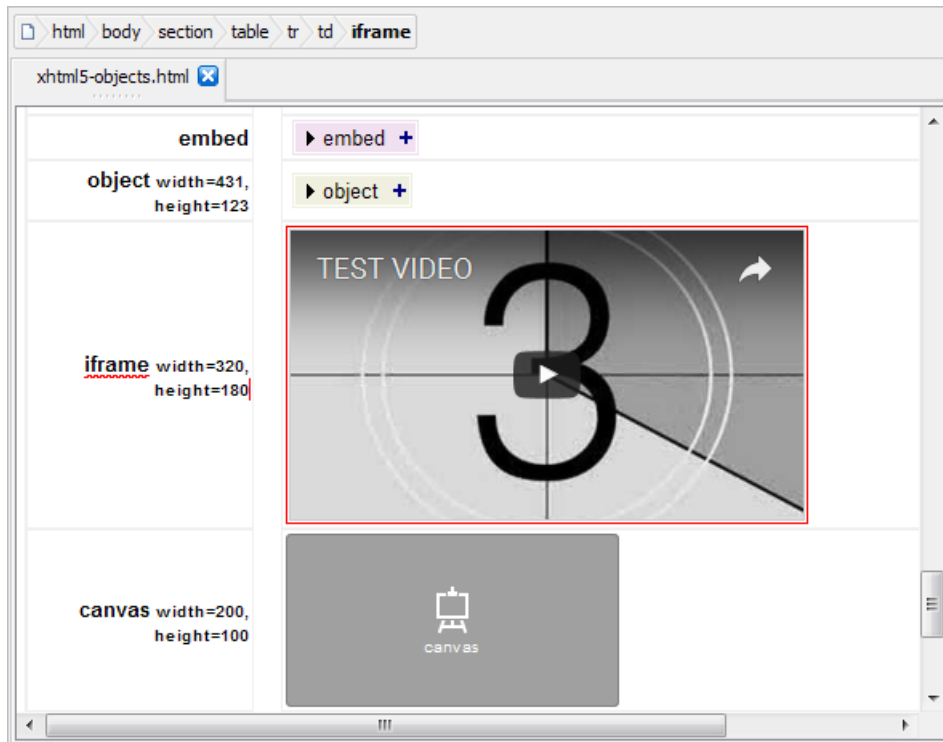 html body section table tr td iframe
xhtml5-objects.html
embed
embed +
object width=431,
height=123
object +
TEST VIDEO
3
iframe width=320,
height=180
canvas width=200,
height=100
canvas